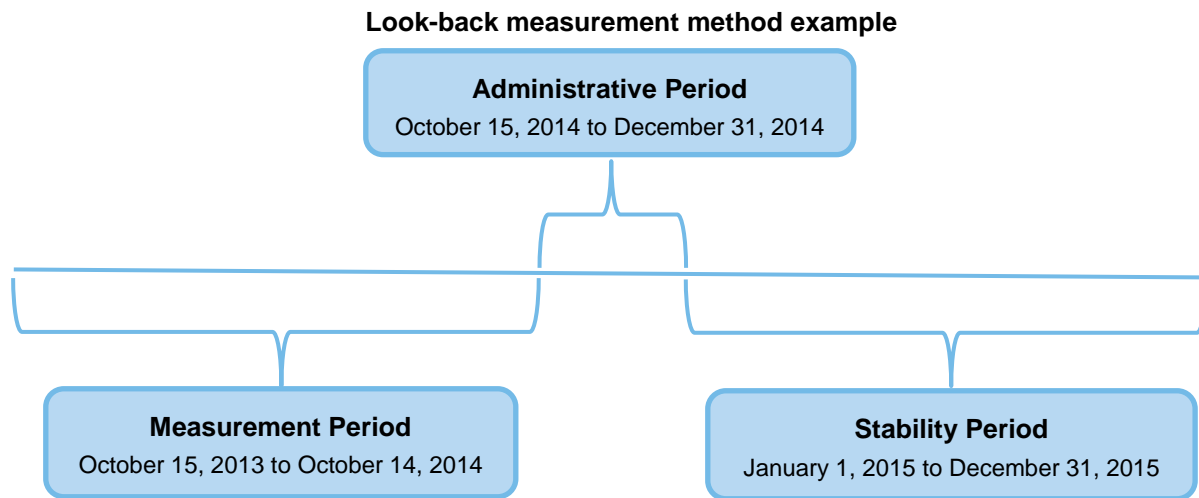 Look-back measurement method example
Administrative Period
October 15, 2014 to December 31, 2014
Measurement Period
October 15, 2013 to October 14, 2014
Stability Period
January 1, 2015 to December 31, 2015